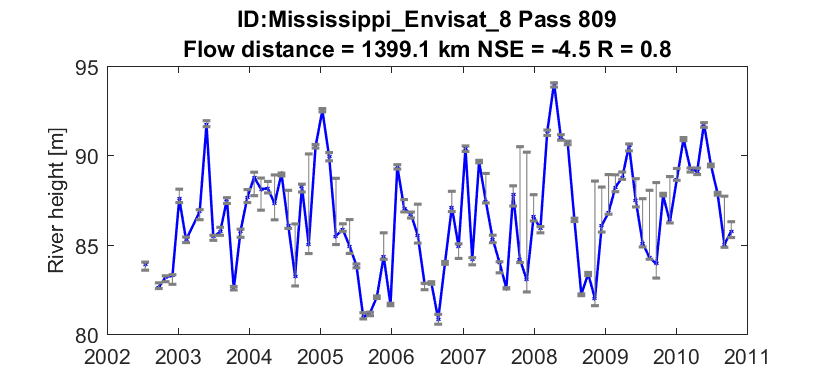 ID:Mississippi_Envisat_8 Pass 809
Flow distance = 1399.1 km NSE = -4.5 R = 0.8
95
90
85
80
River height [m]
2002 2003 2004 2005 2006 2007 2008 2009 2010 2011